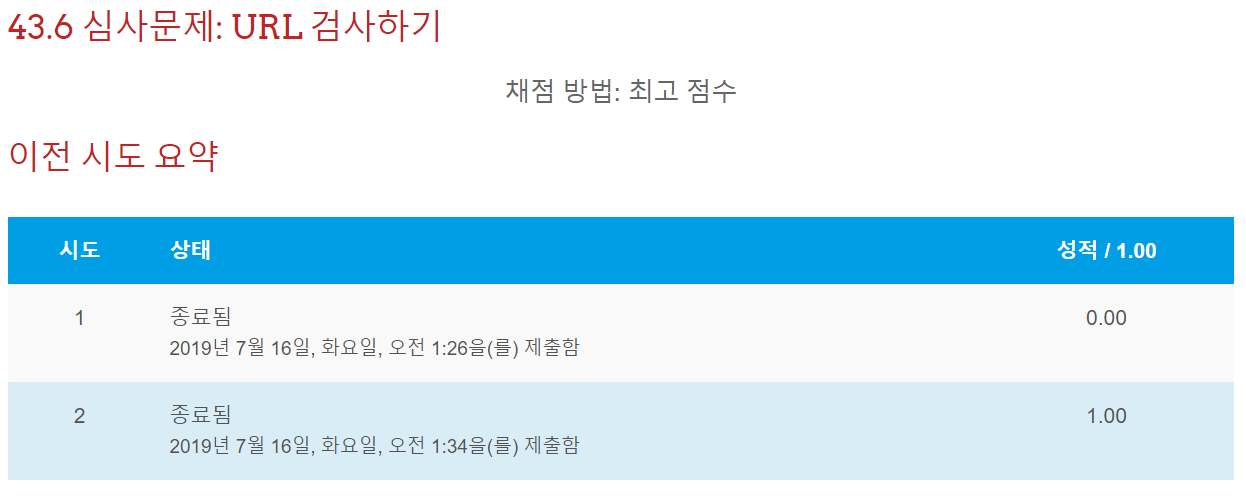 43.6 심사문제: URL 검사하기
채점 방법: 최고 점수
이전 시도 요약
시도 상태 성적 / 1.00
1 종료됨 0.00
2019년 7월 16일, 화요일, 오전 1:26을(를) 제출함
2 종료됨 1.00
2019년 7월 16일, 화요일, 오전 1:34을(를) 제출함